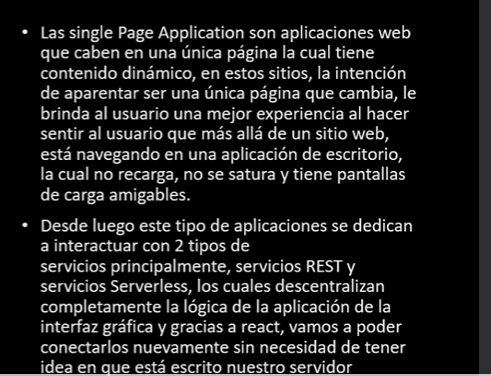 • Las single Page Application son aplicaciones web
que caben en una única página la cual tiene
contenido dinámico, en estos sitios, la intención
de aparentar ser una única página que cambia, le
brinda al usuario una mejor experiencia al hacer
sentir al usuario que más allá de un sitio web,
está navegando en una aplicación de escritorio,
la cual no recarga, no se satura y tiene pantallas
de carga amigables.
• Desde luego este tipo de aplicaciones se dedican
a interactuar con 2 tipos de
servicios principalmente, servicios REST y
servicios Serverless, los cuales descentralizan
completamente la lógica de la aplicación de la
interfaz gráfica y gracias a react, vamos a poder
conectarlos nuevamente sin necesidad de tener
idea en que está escrito nuestro servidor